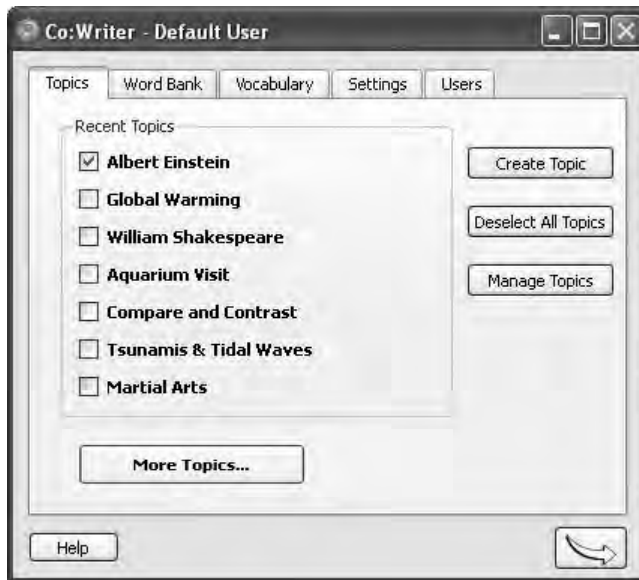 Co:Writer - Default User
Topics
Word Bank
Vocabulary
Settings
Users
Recent Topics
Albert Einstein
Global Warming
William Shakespeare
Aquarium Visit
Compare and Contrast
Tsunamis & Tidal Waves
Martial Arts
Create Topic
Deselect All Topics
Manage Topics
More Topics...
Help